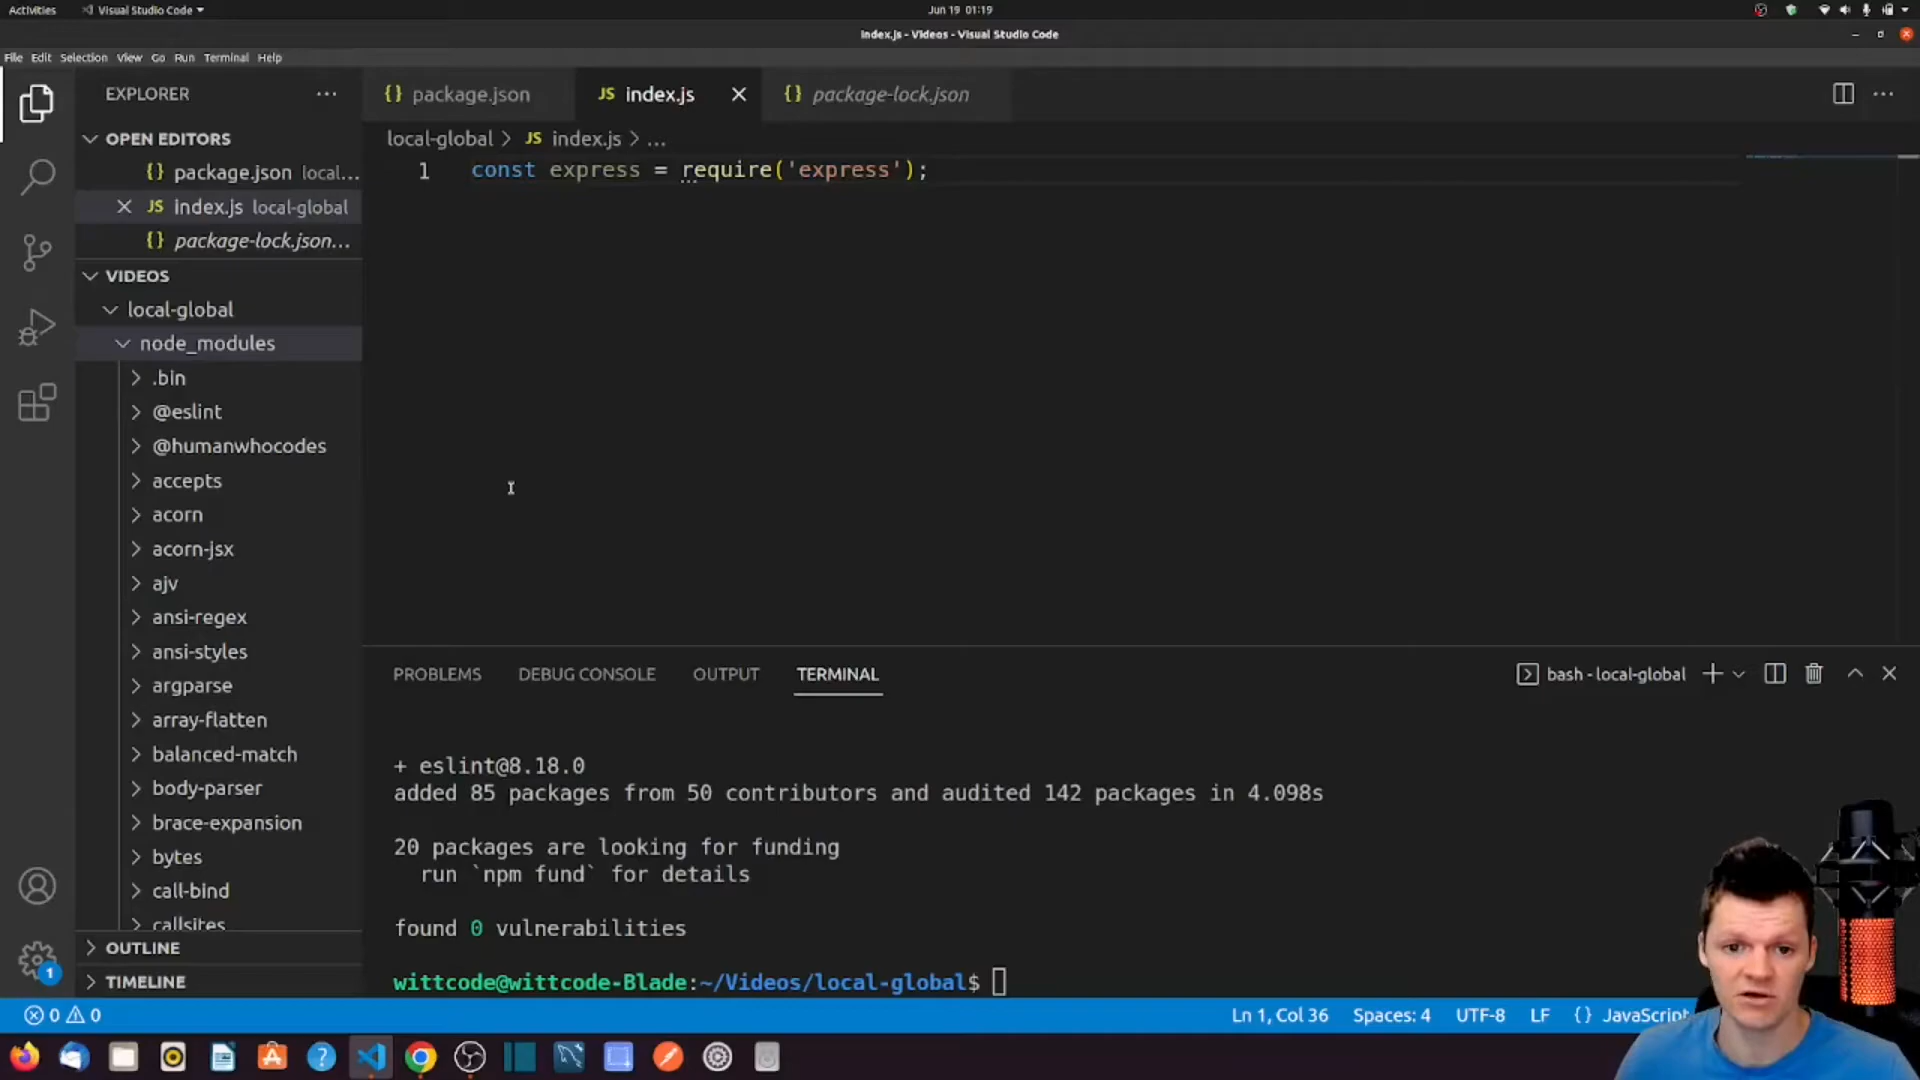 Activities
Visual Studio Code
Jun 19 01:19
index.js - Videos - Visual Studio Code
File Edit Selection View Go Run Terminal Help
EXPLORER
OPEN EDITORS
{} package.json local...
JS index.js local-global
{} package-lock.json...
VIDEOS
local-global
node_modules
.bin
@eslint
@humanwhocodes
accepts
acorn
acorn-jsx
ajv
ansi-regex
ansi-styles
argparse
array-flatten
balanced-match
body-parser
brace-expansion
bytes
call-bind
callsites
OUTLINE
TIMELINE
1
{} package.json
JS index.js
{} package-lock.json
local-global > JS index.js > ...
1 const express = require('express');
PROBLEMS DEBUG CONSOLE OUTPUT TERMINAL
bash - local-global
+ eslint@8.18.0
added 85 packages from 50 contributors and audited 142 packages in 4.098s
20 packages are looking for funding
run `npm fund` for details
found 0 vulnerabilities
wittcode@wittcode-Blade:~/Videos/local-global$
0 0
Ln 1, Col 36 Spaces: 4 UTF-8 LF {} JavaScript